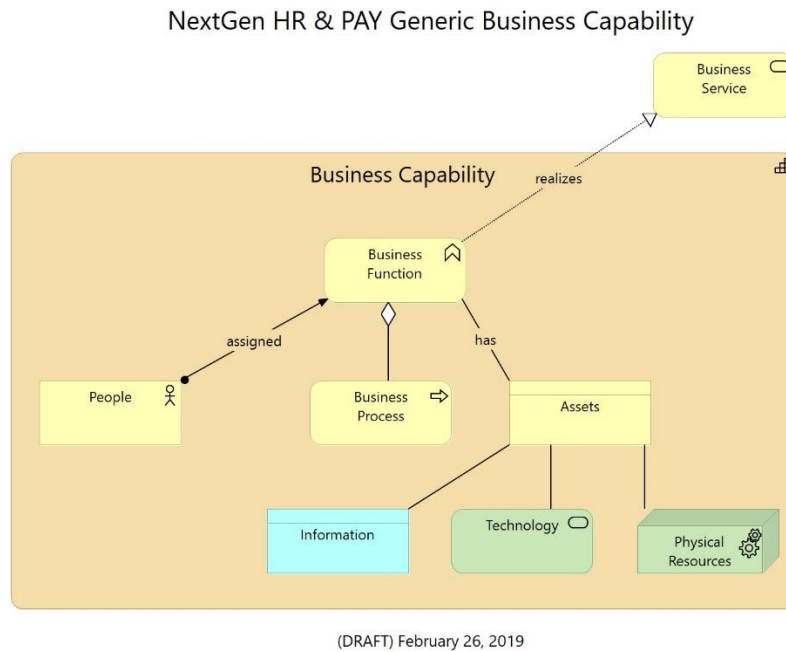 NextGen HR & PAY Generic Business Capability
Business
Service
Business Capability
realizes
Business
Function
assigned
has
People
Business
Process
Assets
Information
Technology
Physical
Resources
(DRAFT) February 26, 2019